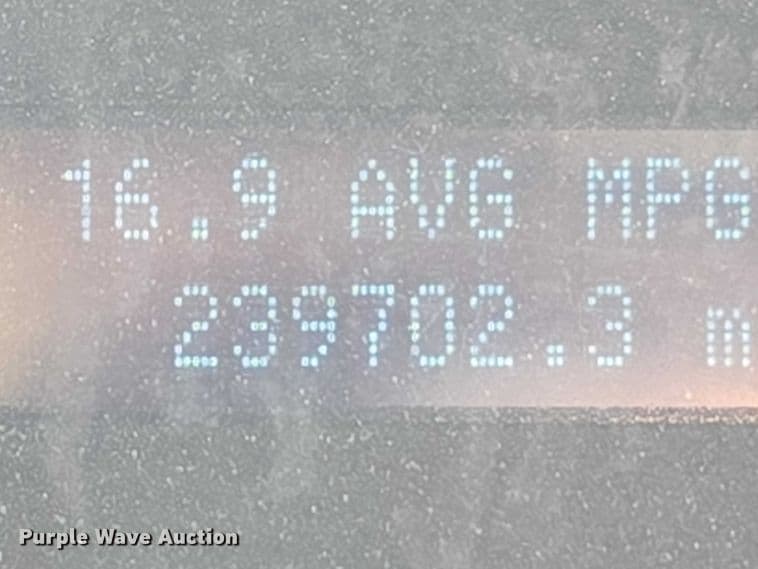 16.9 AVG MPG
239702.3 m
Purple Wave Auction